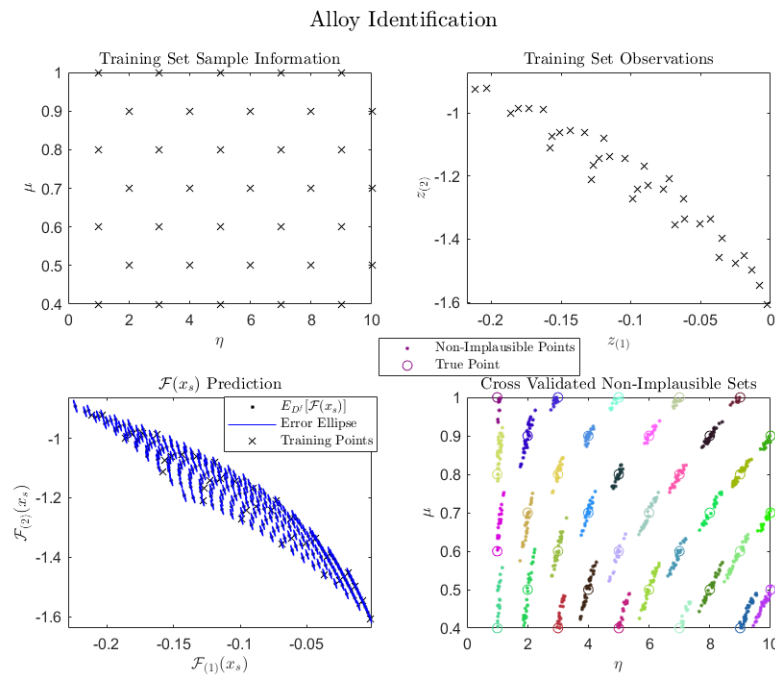 Alloy Identification
Training Set Sample Information
1
0.9
0.8
0.7
0.6
0.5
0.4
μ
0 2 4 6 8 10
η
Training Set Observations
-1
-1.2
-1.4
-1.6
z(2)
-0.2 -0.15 -0.1 -0.05 0
z(1)
Non-Implausible Points
True Point
ℱ(x_s) Prediction
E_{D^f}[ℱ(x_s)]
Error Ellipse
Training Points
-1
-1.2
-1.4
-1.6
ℱ(2)(x_s)
-0.2 -0.15 -0.1 -0.05
ℱ(1)(x_s)
Cross Validated Non-Implausible Sets
1
0.9
0.8
0.7
0.6
0.5
0.4
μ
0 2 4 6 8 10
η